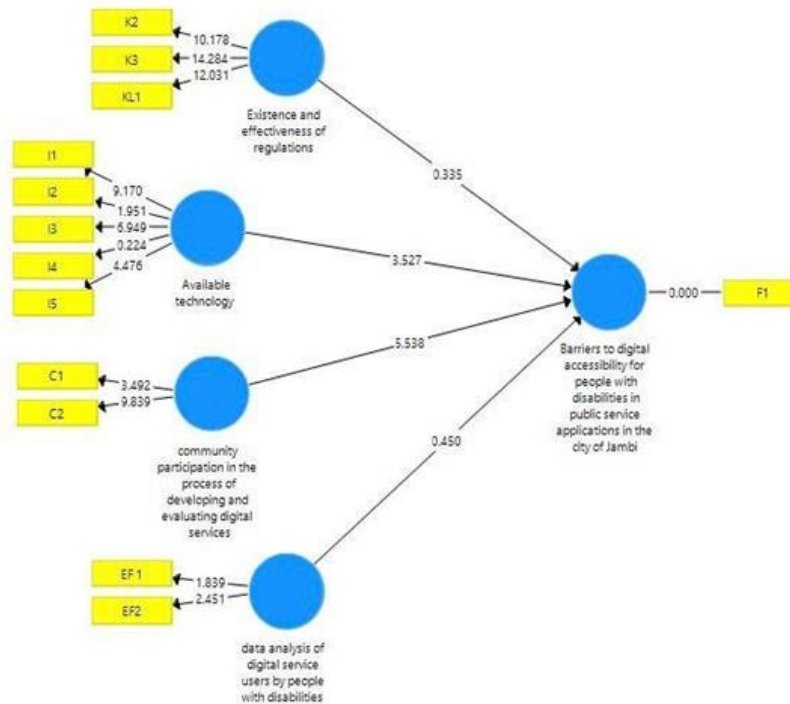 K2
10.178
K3
14.284
KL1
12.031
Existence and
effectiveness of
regulations
0.335
I1
9.170
I2
1.951
I3
6.949
I4
0.224
I5
4.476
Available
technology
3.527
C1
3.492
C2
9.839
community
participation in the
process of
developing and
evaluating digital
services
5.538
EF 1
1.839
EF2
2.451
data analysis of
digital service
users by people
with disabilities
0.450
Barriers to digital
accessibility for
people with
disabilities in
public service
applications in the
city of Jambi
0.000
F1